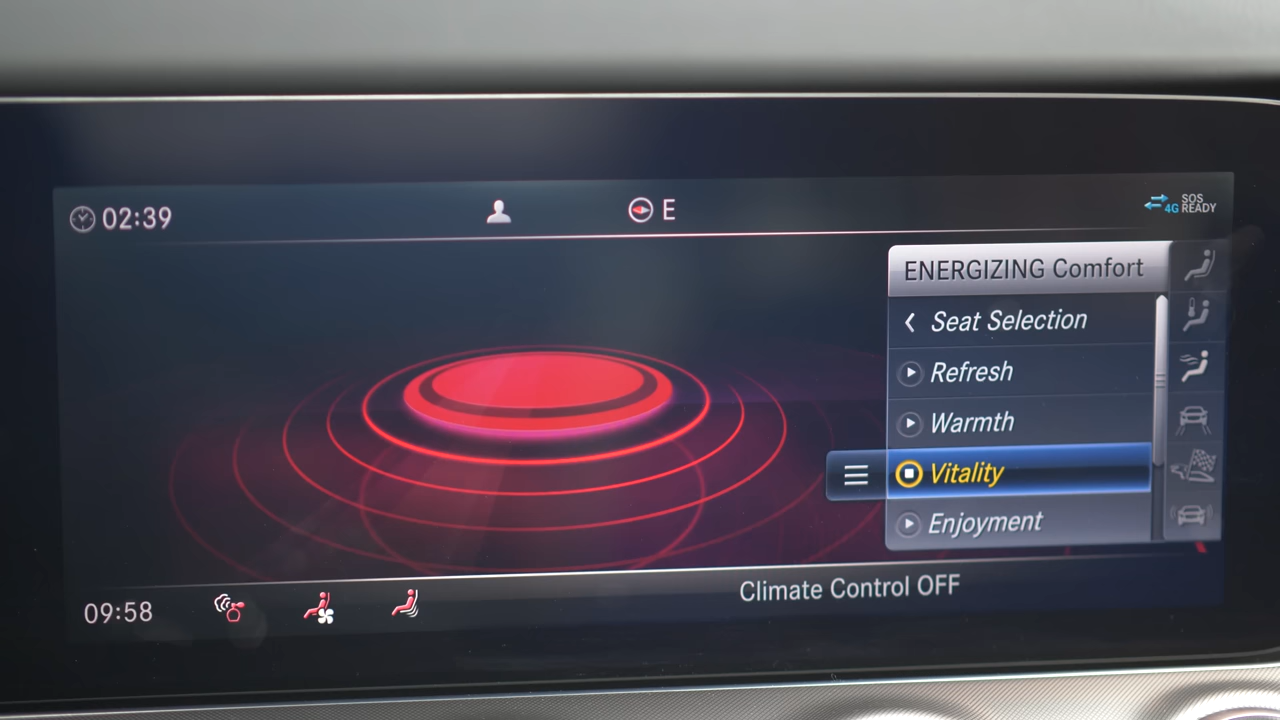 02:39
E
4G
SOS
READY
ENERGIZING Comfort
Seat Selection
Refresh
Warmth
Vitality
Enjoyment
09:58
Climate Control OFF